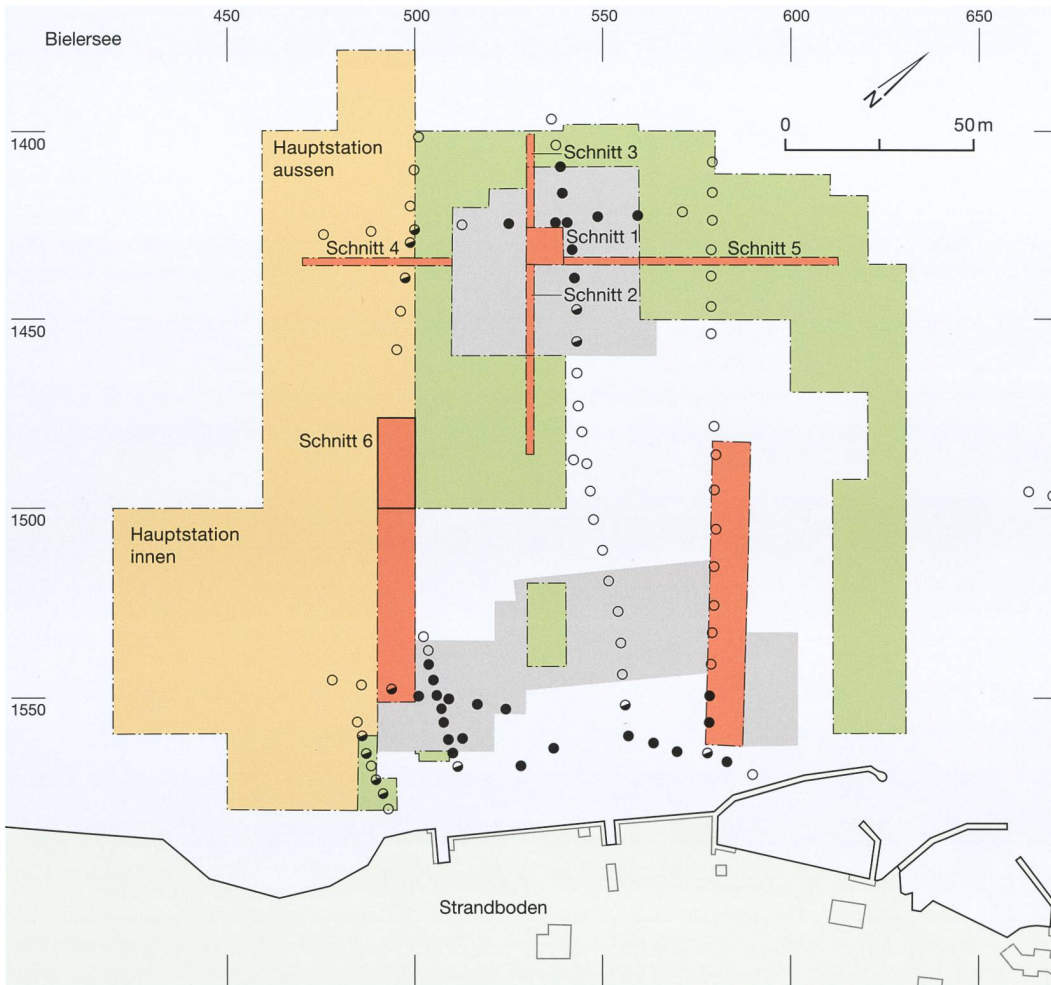 450 500 550 600 650
Bielersee
N
0 50 m
1400
Hauptstation
aussen
Schnitt 3
Schnitt 1
Schnitt 4
Schnitt 5
Schnitt 2
1450
Schnitt 6
1500
Hauptstation
innen
1550
Strandboden